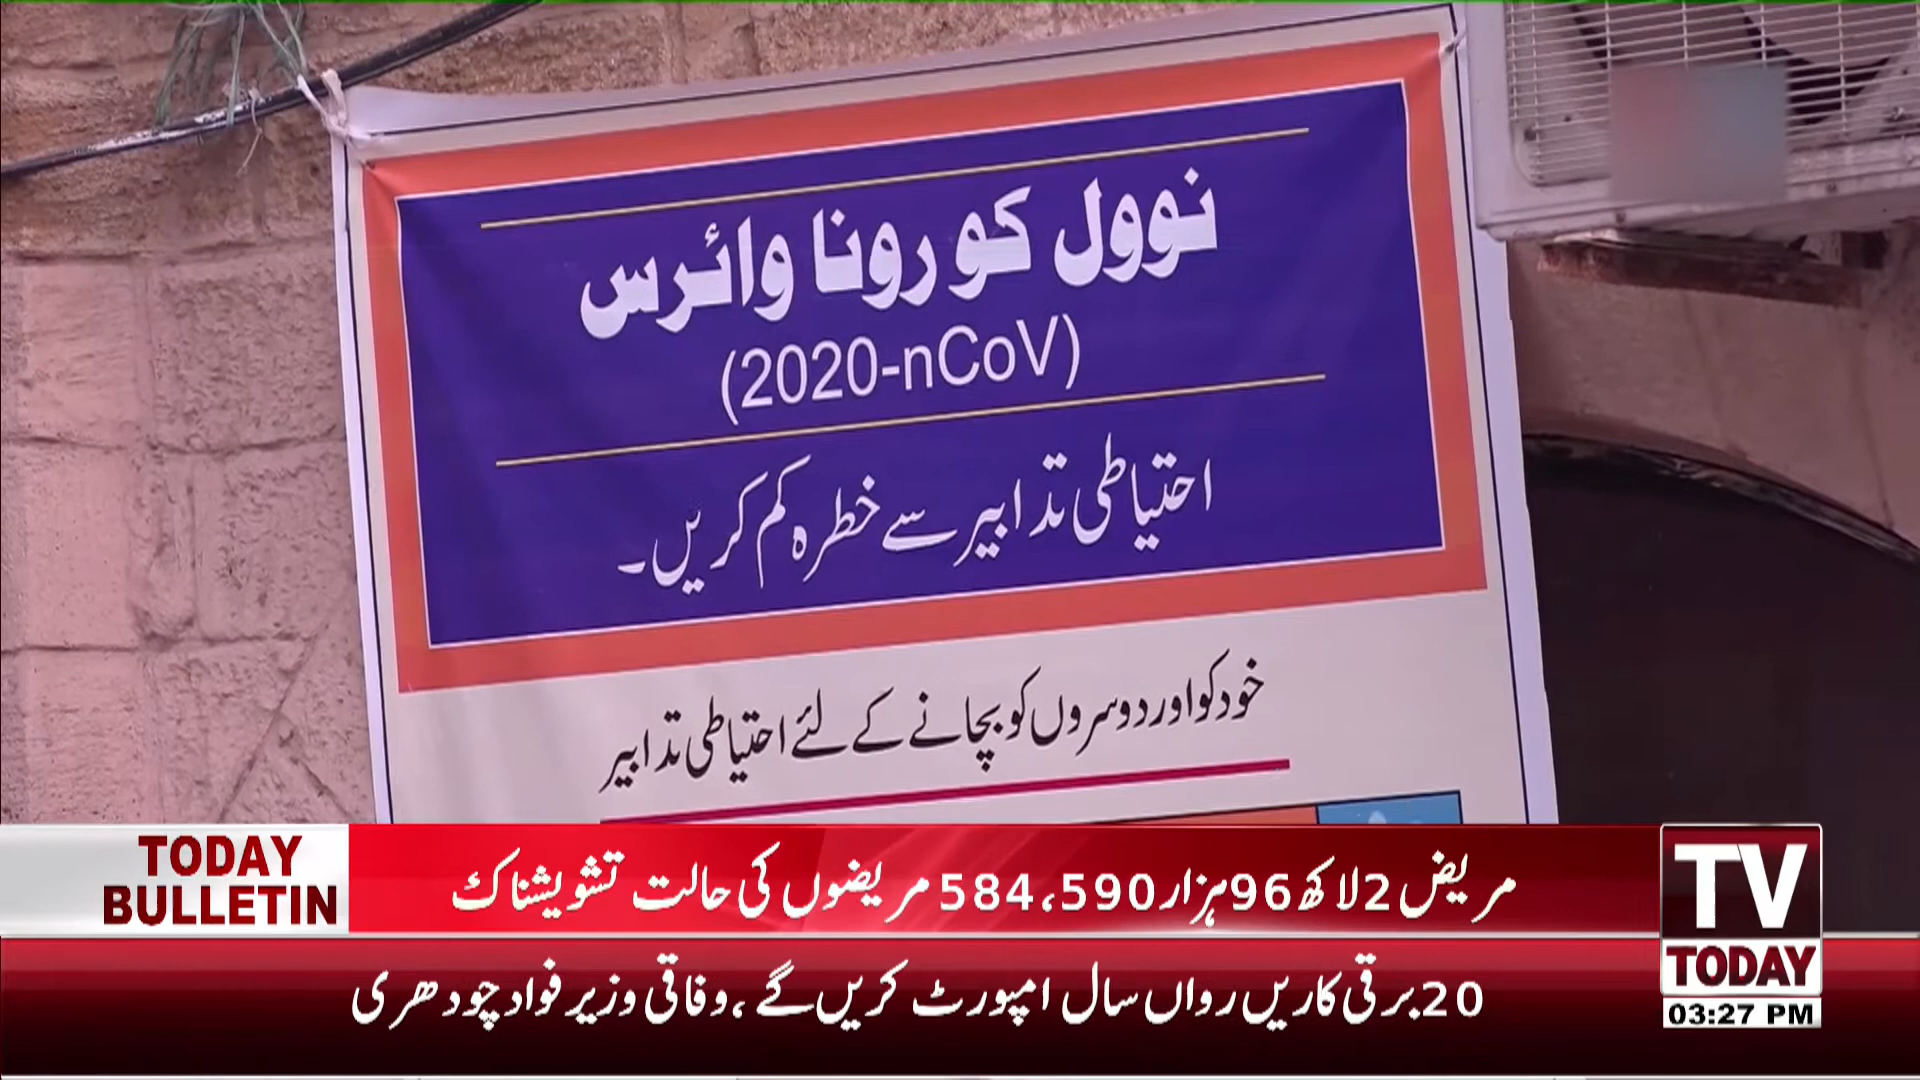 نوول کورونا وائرس
(2020-nCoV)
احتیاطی تدابیر سے خطرہ کم کریں۔
خود کو اور دوسروں کو بچانے کے لئے احتیاطی تدابیر
TODAY
BULLETIN
مریض 2 لاکھ 96 ہزار 590، 584 مریضوں کی حالت تشویشناک
20 برقی کاریں رواں سال امپورٹ کریں گے، وفاقی وزیر فواد چودھری
TV
TODAY
03:27 PM